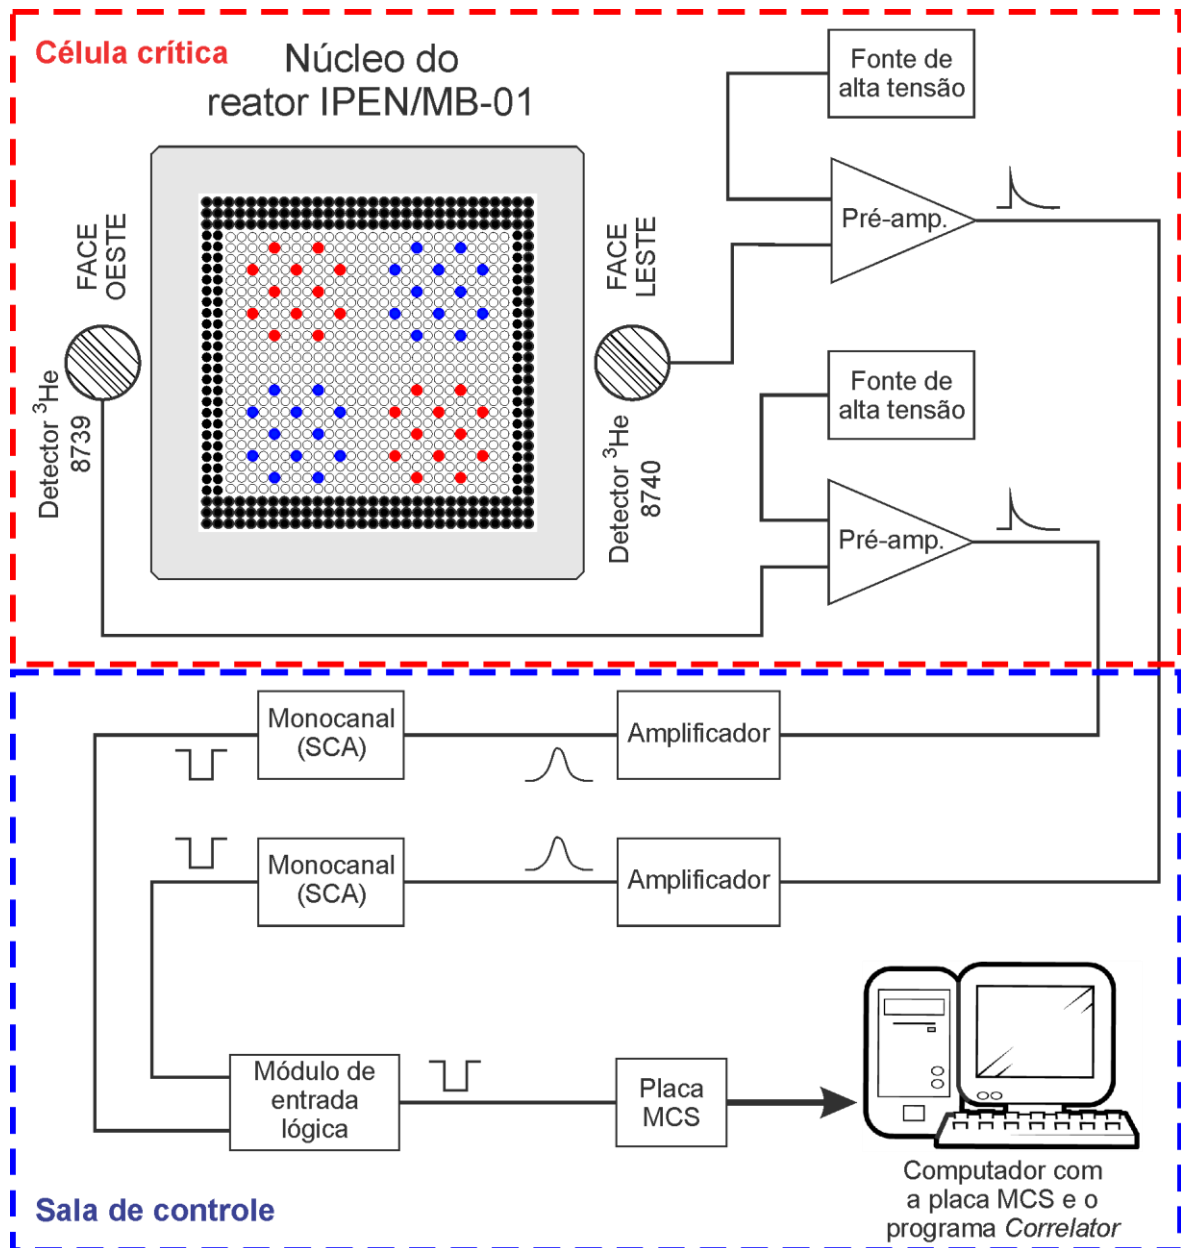 Célula crítica
Núcleo do
reator IPEN/MB-01
Fonte de
alta tensão
Pré-amp.
FACE
OESTE
FACE
LESTE
Detector ³He
8739
Detector ³He
8740
Fonte de
alta tensão
Pré-amp.
Monocanal
(SCA)
Amplificador
Monocanal
(SCA)
Amplificador
Módulo de
entrada
lógica
Placa
MCS
Computador com
a placa MCS e o
programa Correlator
Sala de controle